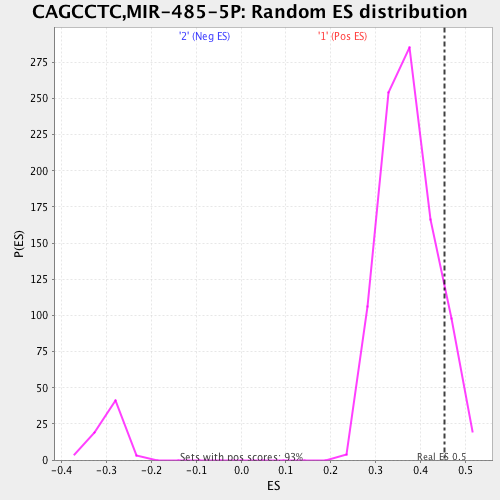 CAGCCTC,MIR-485-5P: Random ES distribution
'2' (Neg ES) '1' (Pos ES)
275
250
225
200
175
150
125
100
75
50
25
0
P(ES)
Sets with pos scores: 93%
Real ES 0.5
-0.4 -0.3 -0.2 -0.1 0.0 0.1 0.2 0.3 0.4 0.5
ES